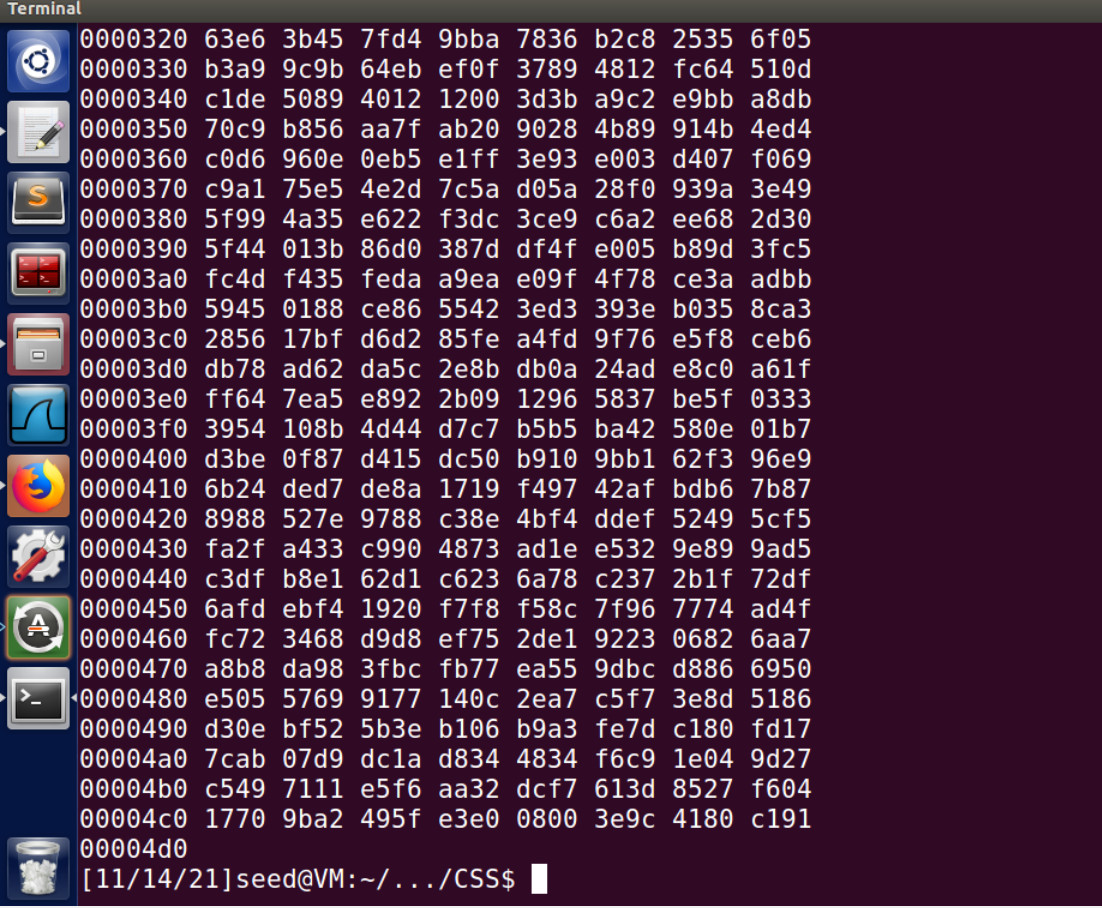 Terminal
0000320 63e6 3b45 7fd4 9bba 7836 b2c8 2535 6f05
0000330 b3a9 9c9b 64eb ef0f 3789 4812 fc64 510d
0000340 c1de 5089 4012 1200 3d3b a9c2 e9bb a8db
0000350 70c9 b856 aa7f ab20 9028 4b89 914b 4ed4
0000360 c0d6 960e 0eb5 e1ff 3e93 e003 d407 f069
0000370 c9a1 75e5 4e2d 7c5a d05a 28f0 939a 3e49
0000380 5f99 4a35 e622 f3dc 3ce9 c6a2 ee68 2d30
0000390 5f44 013b 86d0 387d df4f e005 b89d 3fc5
00003a0 fc4d f435 feda a9ea e09f 4f78 ce3a adbb
00003b0 5945 0188 ce86 5542 3ed3 393e b035 8ca3
00003c0 2856 17bf d6d2 85fe a4fd 9f76 e5f8 ceb6
00003d0 db78 ad62 da5c 2e8b db0a 24ad e8c0 a61f
00003e0 ff64 7ea5 e892 2b09 1296 5837 be5f 0333
00003f0 3954 108b 4d44 d7c7 b5b5 ba42 580e 01b7
0000400 d3be 0f87 d415 dc50 b910 9bb1 62f3 96e9
0000410 6b24 ded7 de8a 1719 f497 42af bdb6 7b87
0000420 8988 527e 9788 c38e 4bf4 ddef 5249 5cf5
0000430 fa2f a433 c990 4873 ad1e e532 9e89 9ad5
0000440 c3df b8e1 62d1 c623 6a78 c237 2b1f 72df
0000450 6afd ebf4 1920 f7f8 f58c 7f96 7774 ad4f
0000460 fc72 3468 d9d8 ef75 2de1 9223 0682 6aa7
0000470 a8b8 da98 3fbc fb77 ea55 9dbc d886 6950
0000480 e505 5769 9177 140c 2ea7 c5f7 3e8d 5186
0000490 d30e bf52 5b3e b106 b9a3 fe7d c180 fd17
00004a0 7cab 07d9 dc1a d834 4834 f6c9 1e04 9d27
00004b0 c549 7111 e5f6 aa32 dcf7 613d 8527 f604
00004c0 1770 9ba2 495f e3e0 0800 3e9c 4180 c191
00004d0
[11/14/21]seed@VM:~/.../CSS$